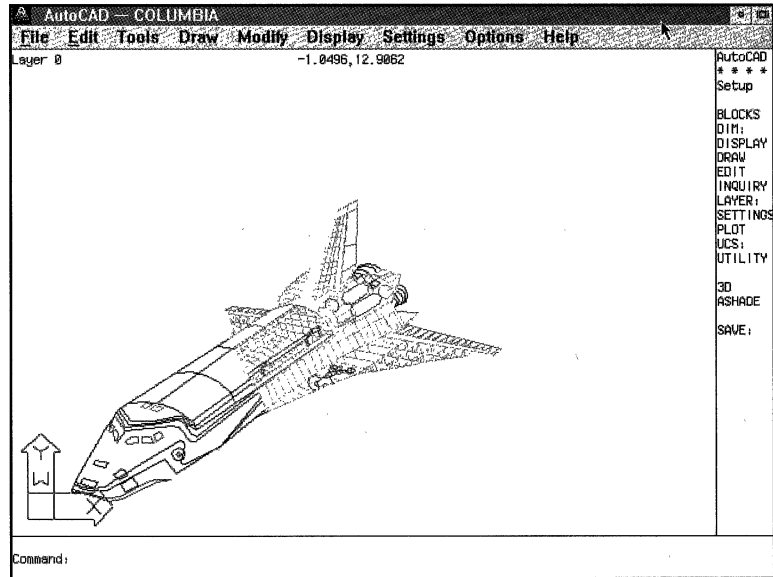 AutoCAD — COLUMBIA
File Edit Tools Draw Modify Display Settings Options Help
Layer 0 -1.0496,12.9062
AutoCAD
* * * *
Setup
BLOCKS
DIM:
DISPLAY
DRAW
EDIT
INQUIRY
LAYER:
SETTINGS
PLOT
UCS:
UTILITY
3D
ASHADE
SAVE:
Y
W
X
Command: